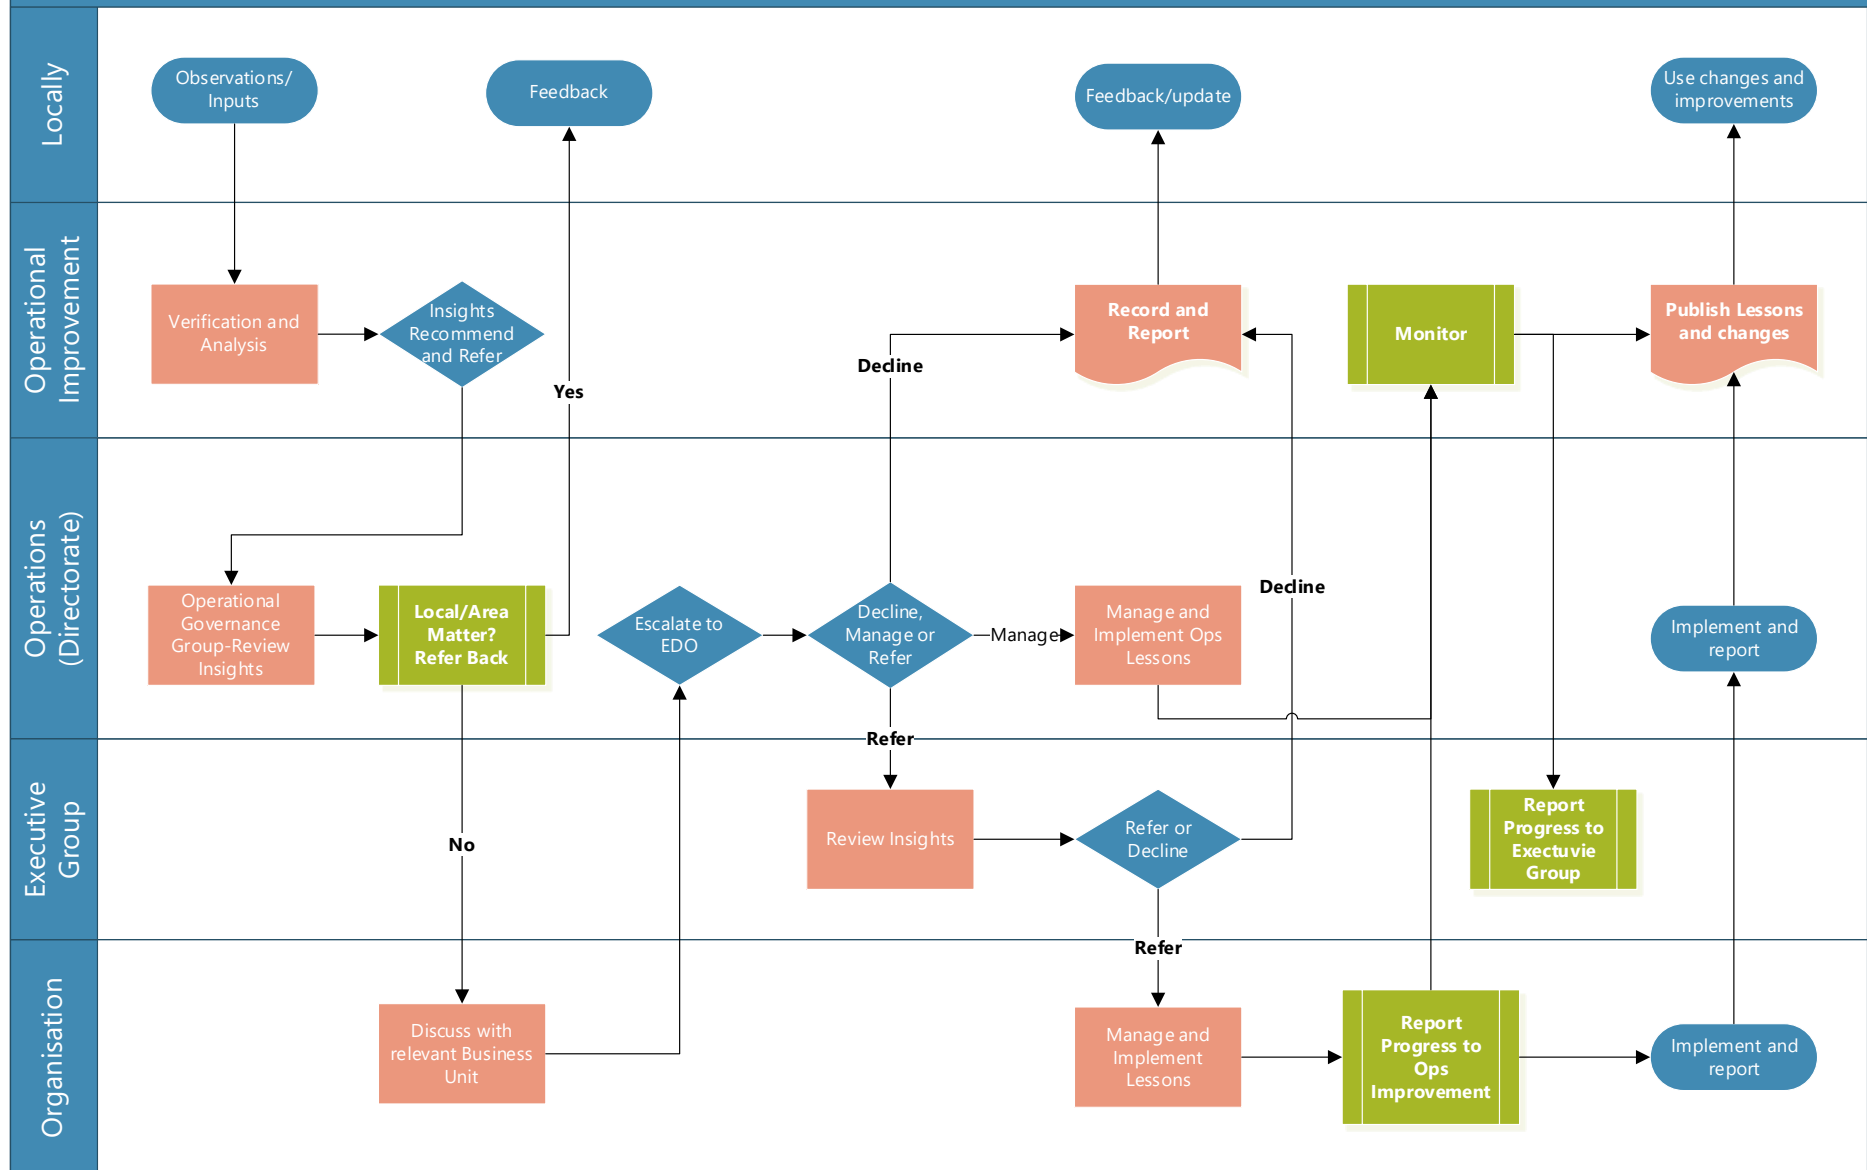 Locally
Observations/
Inputs
Feedback
Feedback/update
Use changes and
improvements
Operational
Improvement
Verification and
Analysis
Insights
Recommend
and Refer
Yes
Decline
Record and
Report
Monitor
Publish Lessons
and changes
Operations
(Directorate)
Operational
Governance
Group-Review
Insights
Local/Area
Matter?
Refer Back
Escalate to
EDO
Decline,
Manage or
Refer
Manage
Manage and
Implement Ops
Lessons
Decline
Implement and
report
Refer
Executive
Group
No
Review Insights
Refer or
Decline
Report
Progress to
Exectuvie
Group
Refer
Organisation
Discuss with
relevant Business
Unit
Manage and
Implement
Lessons
Report
Progress to
Ops
Improvement
Implement and
report